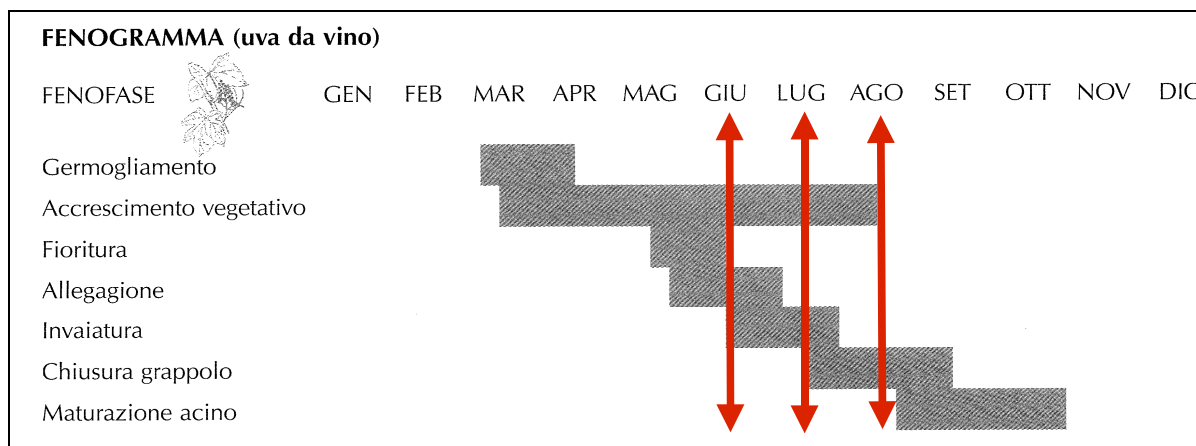 FENOGRAMMA (uva da vino)
FENOFASE GEN FEB MAR APR MAG GIU LUG AGO SET OTT NOV DIC
Germogliamento
Accrescimento vegetativo
Fioritura
Allegagione
Invaiatura
Chiusura grappolo
Maturazione acino